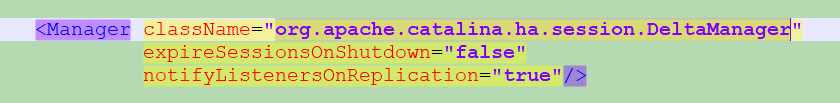 <Manager className="org.apache.catalina.ha.session.DeltaManager"
expireSessionsOnShutdown="false"
notifyListenersOnReplication="true"/>